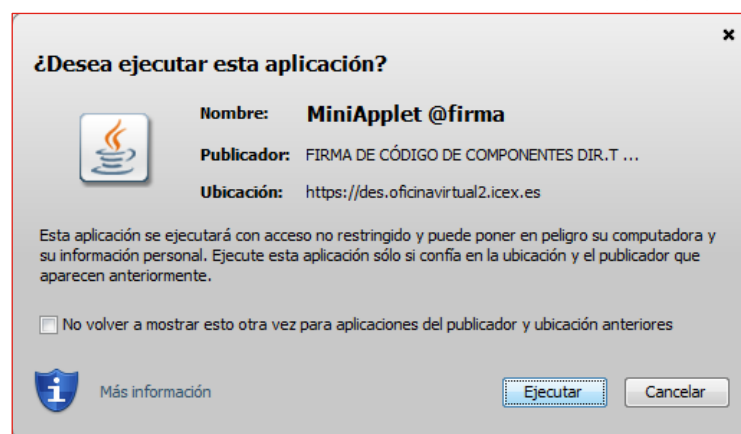 ¿Desea ejecutar esta aplicación?
Nombre: MiniApplet @firma
Publicador: FIRMA DE CÓDIGO DE COMPONENTES DIR.T ...
Ubicación: https://des.oficinavirtual2.icex.es
Esta aplicación se ejecutará con acceso no restringido y puede poner en peligro su computadora y
su información personal. Ejecute esta aplicación sólo si confía en la ubicación y el publicador que
aparecen anteriormente.
No volver a mostrar esto otra vez para aplicaciones del publicador y ubicación anteriores
Más información
Ejecutar
Cancelar